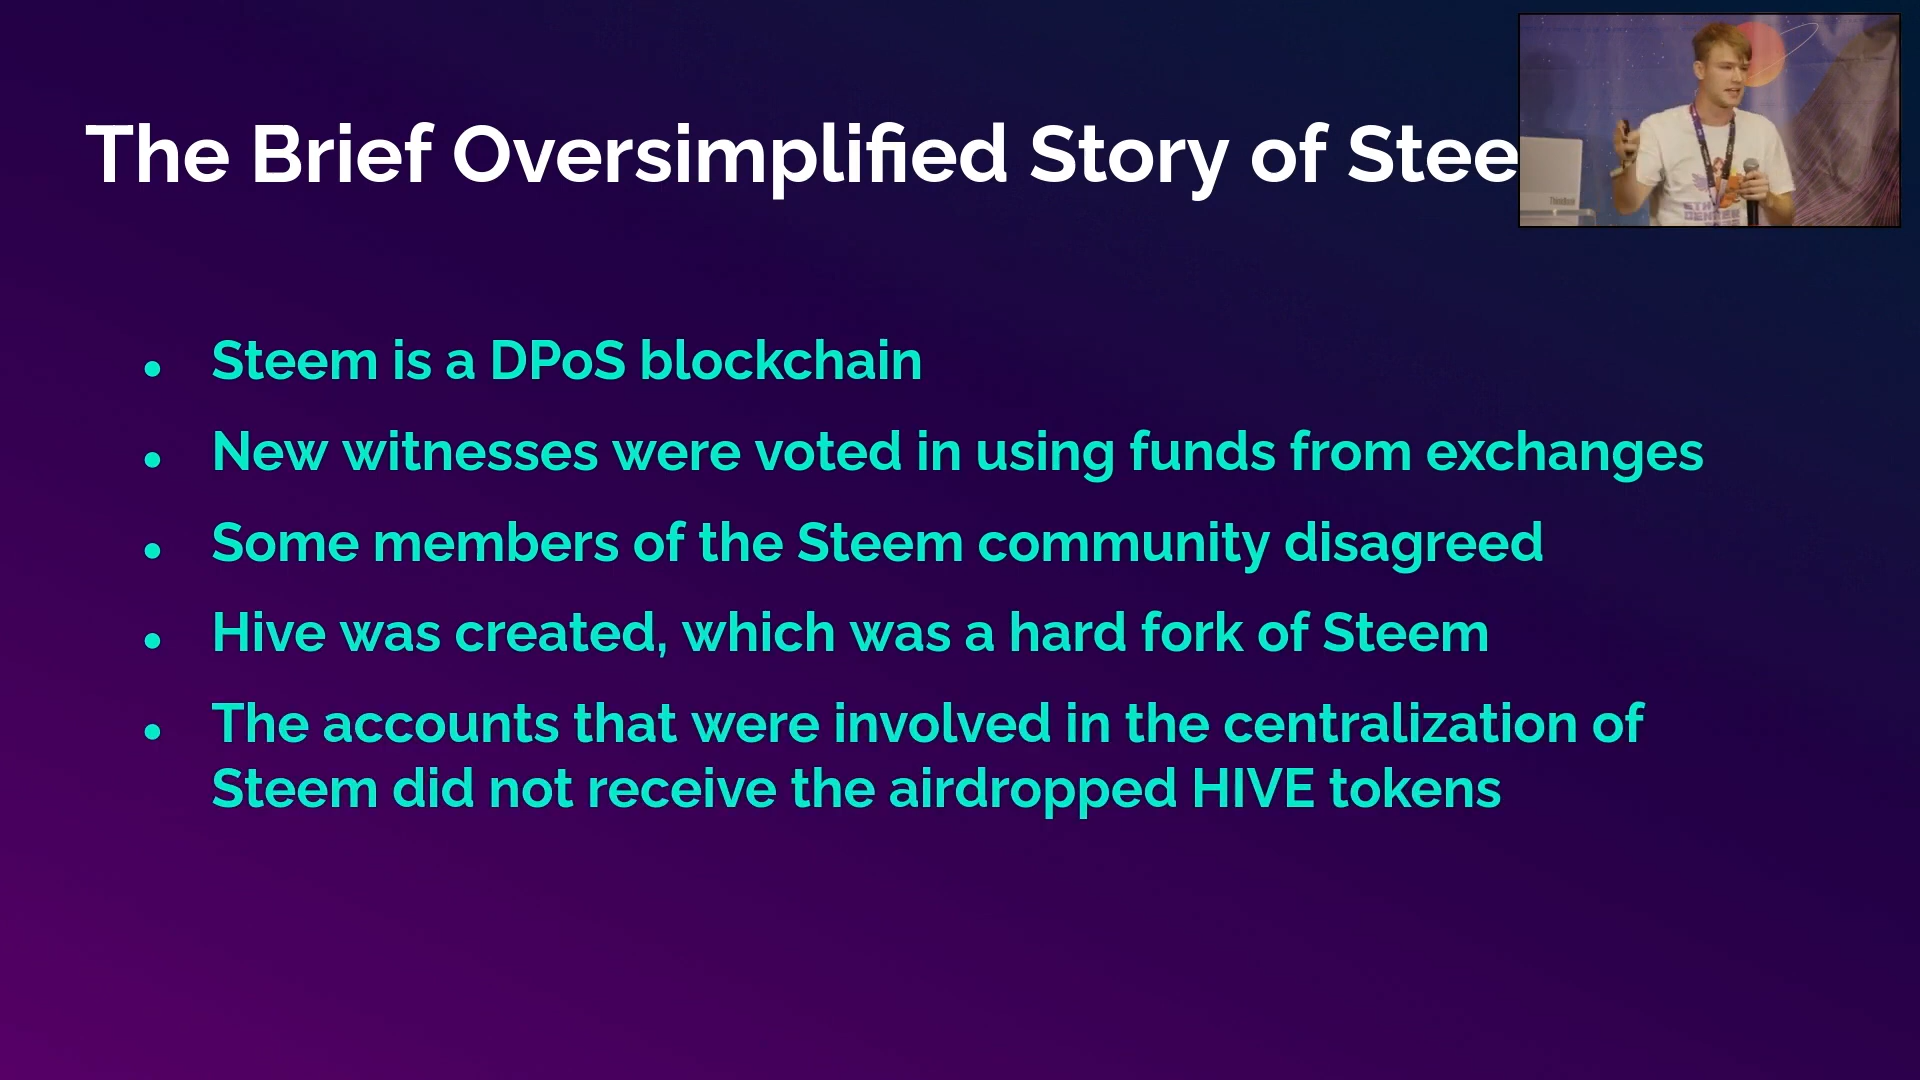 The Brief Oversimplified Story of Stee
• Steem is a DPoS blockchain
• New witnesses were voted in using funds from exchanges
• Some members of the Steem community disagreed
• Hive was created, which was a hard fork of Steem
• The accounts that were involved in the centralization of
Steem did not receive the airdropped HIVE tokens